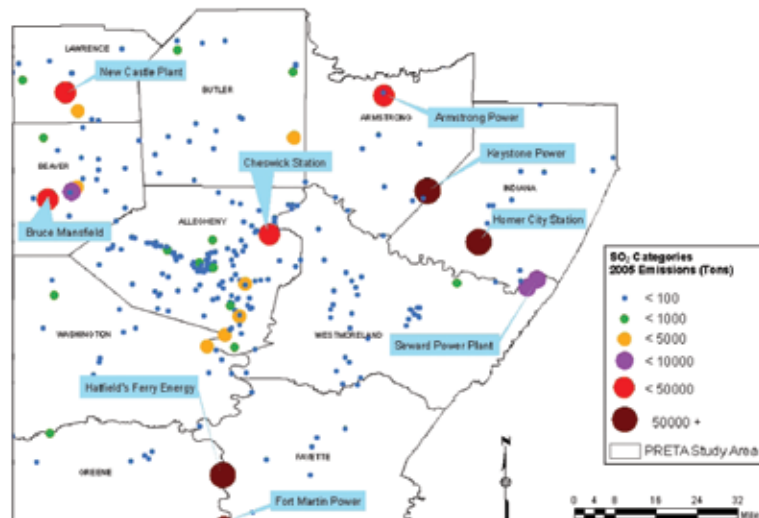 LAWRENCE
New Castle Plant
BUTLER
ARMSTRONG
Armstrong Power
Keystone Power
BEAVER
Cheswick Station
INDIANA
Homer City Station
ALLEGHENY
Bruce Mansfield
SO₂ Categories
2005 Emissions (Tons)
< 100
< 1000
< 5000
< 10000
< 50000
50000 +
PRETA Study Area
WASHINGTON
WESTMORELAND
Seward Power Plant
Hatfield's Ferry Energy
GREENE
FAYETTE
Fort Martin Power
N
0 4 8 16 24 32
Miles